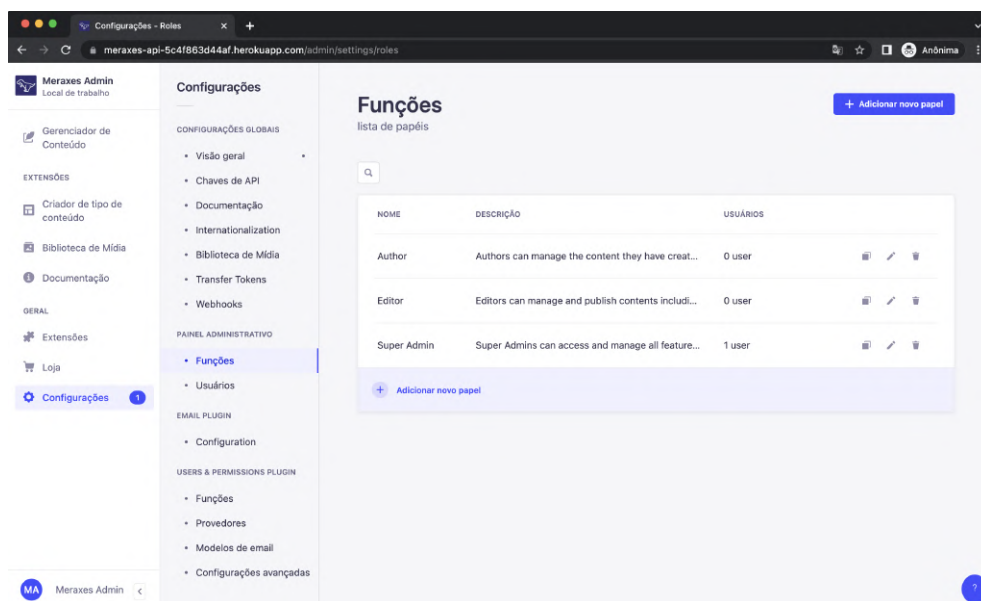 Configurações - Roles
meraxes-api-5c4f863d44af.herokuapp.com/admin/settings/roles
Anônima
Meraxes Admin
Local de trabalho
Gerenciador de
Conteúdo
EXTENSÕES
Criador de tipo de
conteúdo
Biblioteca de Mídia
Documentação
GERAL
Extensões
Loja
Configurações 1
MA Meraxes Admin
Configurações
CONFIGURAÇÕES GLOBAIS
Visão geral
Chaves de API
Documentação
Internationalization
Biblioteca de Mídia
Transfer Tokens
Webhooks
PAINEL ADMINISTRATIVO
Funções
Usuários
EMAIL PLUGIN
Configuration
USERS & PERMISSIONS PLUGIN
Funções
Provedores
Modelos de email
Configurações avançadas
Funções
lista de papéis
+ Adicionar novo papel
NOME DESCRIÇÃO USUÁRIOS
Author Authors can manage the content they have creat... 0 user
Editor Editors can manage and publish contents includi... 0 user
Super Admin Super Admins can access and manage all feature... 1 user
+ Adicionar novo papel
?